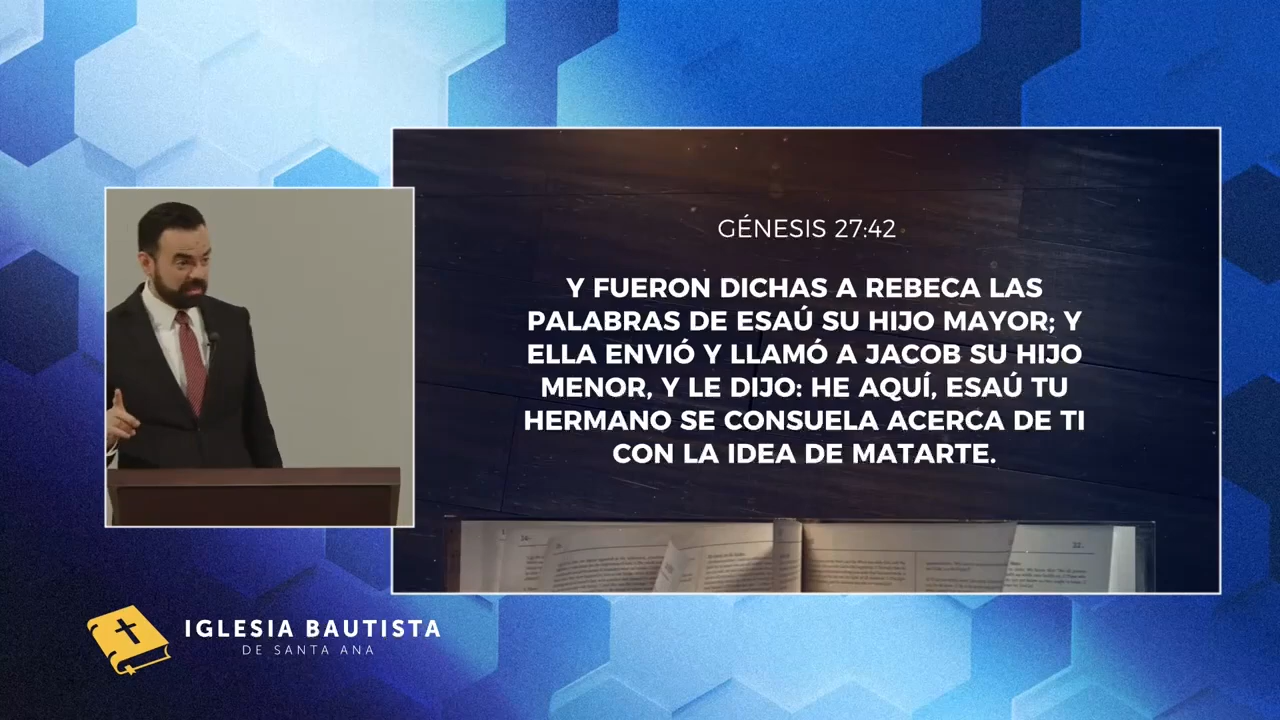 GÉNESIS 27:42
Y FUERON DICHAS A REBECA LAS
PALABRAS DE ESAÚ SU HIJO MAYOR; Y
ELLA ENVIÓ Y LLAMÓ A JACOB SU HIJO
MENOR, Y LE DIJO: HE AQUÍ, ESAÚ TU
HERMANO SE CONSUELA ACERCA DE TI
CON LA IDEA DE MATARTE.
IGLESIA BAUTISTA
DE SANTA ANA